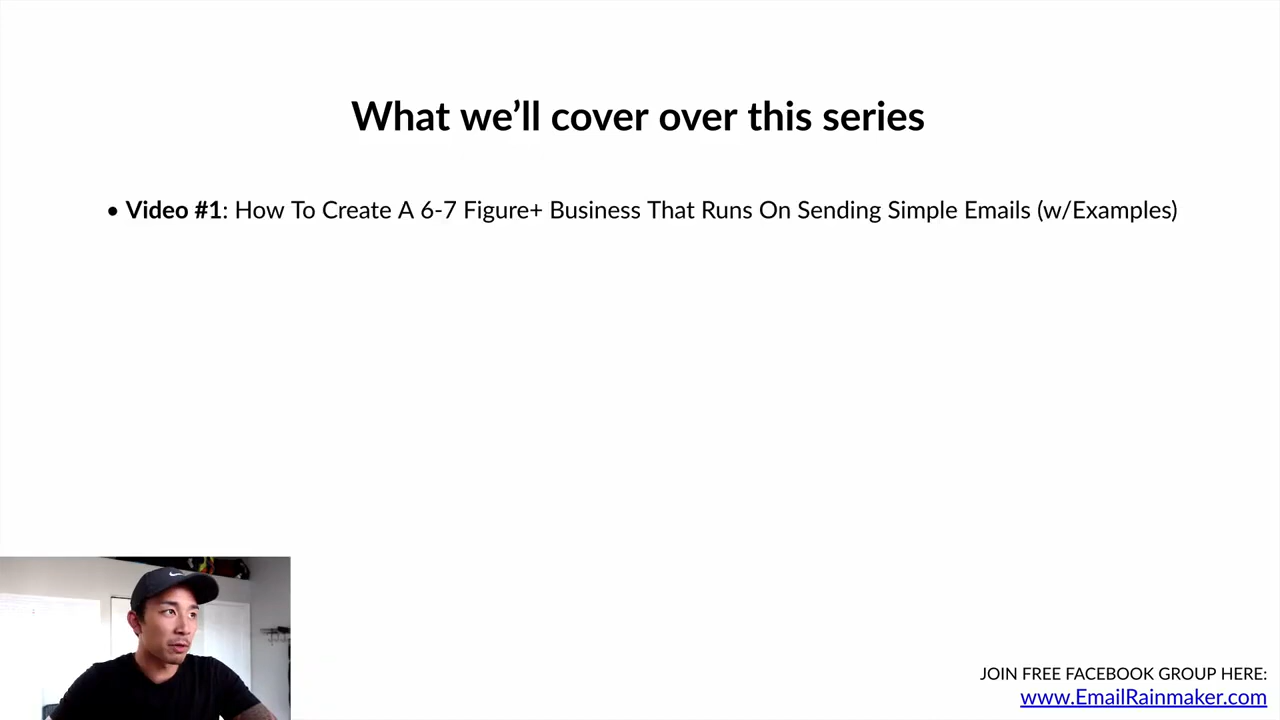 What we’ll cover over this series
• Video #1: How To Create A 6-7 Figure+ Business That Runs On Sending Simple Emails (w/Examples)
JOIN FREE FACEBOOK GROUP HERE:
www.EmailRainmaker.com